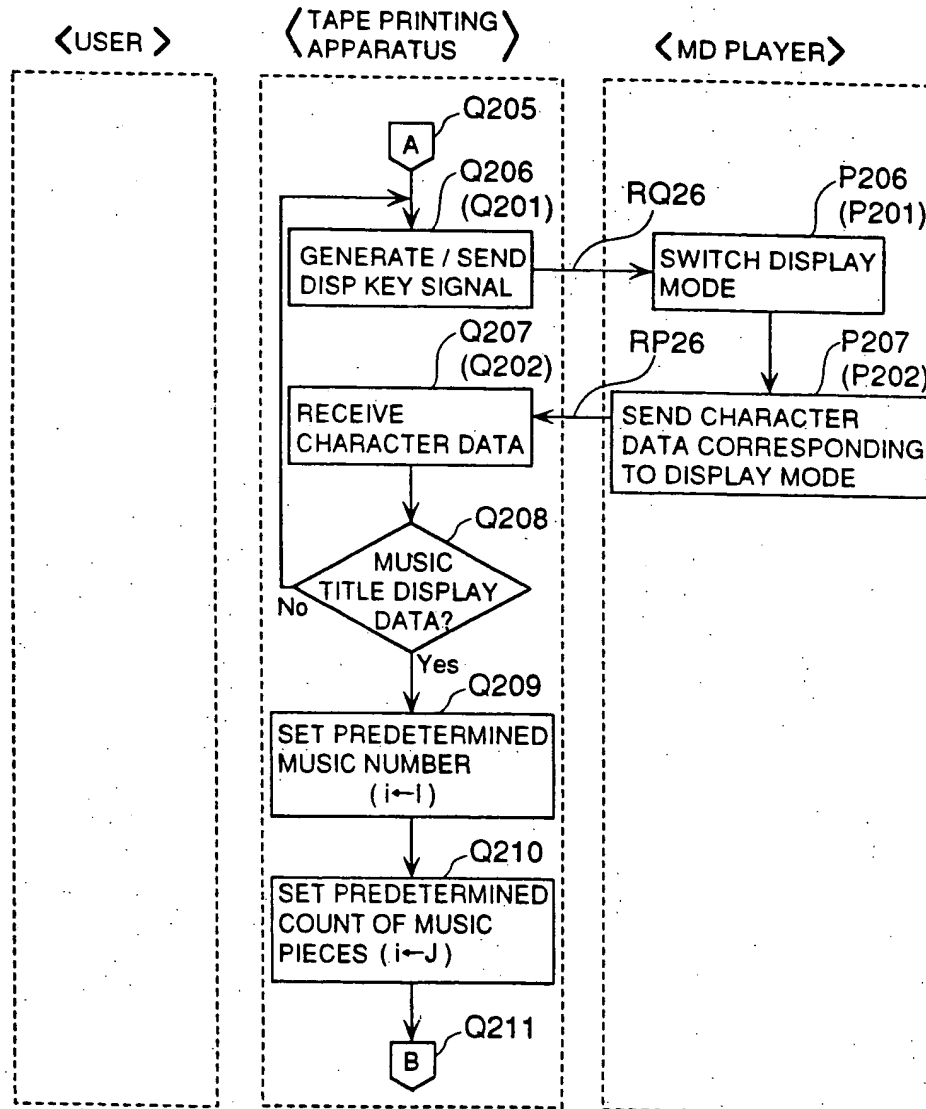 <USER>
<TAPE PRINTING
APPARATUS>
<MD PLAYER>
A
Q205
Q206
(Q201)
GENERATE / SEND
DISP KEY SIGNAL
RQ26
P206
(P201)
SWITCH DISPLAY
MODE
Q207
(Q202)
RECEIVE
CHARACTER DATA
RP26
P207
(P202)
SEND CHARACTER
DATA CORRESPONDING
TO DISPLAY MODE
Q208
MUSIC
TITLE DISPLAY
DATA?
No
Yes
Q209
SET PREDETERMINED
MUSIC NUMBER
(i←I)
Q210
SET PREDETERMINED
COUNT OF MUSIC
PIECES (i←J)
Q211
B